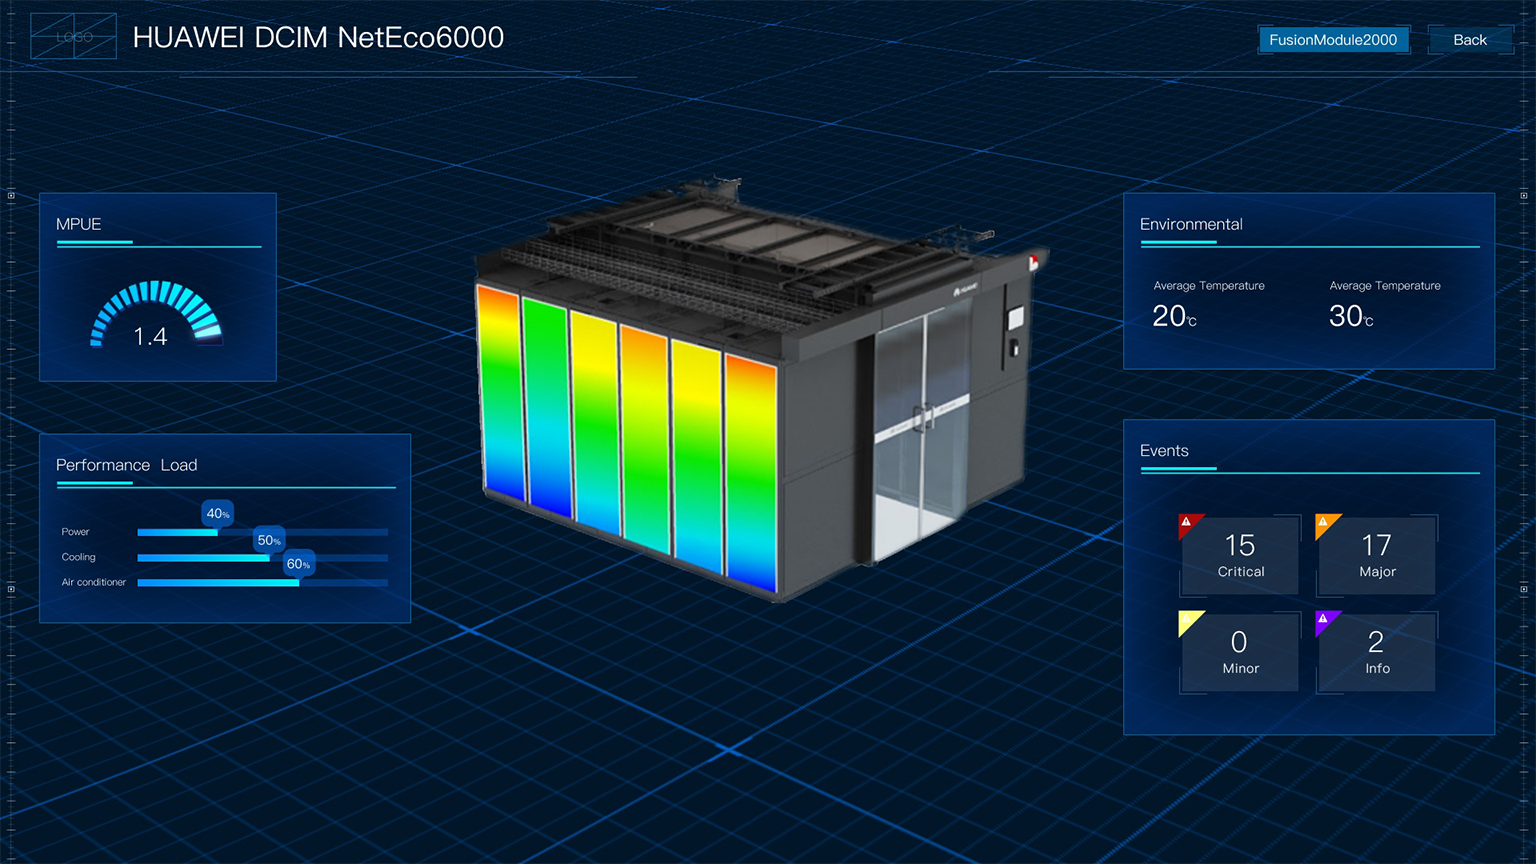 LOGO
HUAWEI DCIM NetEco6000
FusionModule2000
Back
MPUE
1.4
Performance Load
40%
Power
50%
Cooling
60%
Air conditioner
HUAWEI
Environmental
Average Temperature
Average Temperature
20℃
30℃
Events
15
Critical
17
Major
0
Minor
2
Info